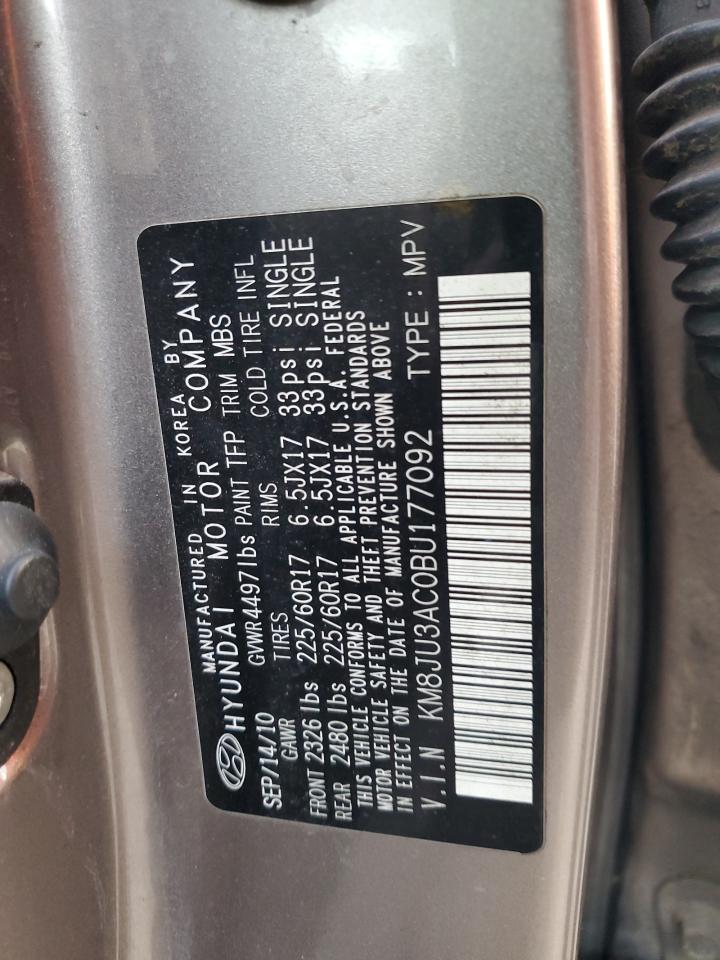 MANUFACTURED IN KOREA BY
HYUNDAI MOTOR COMPANY
SEP/14/10 GVWR 4497lbs PAINT TFP TRIM MBS
GAWR TIRES RIMS COLD TIRE INFL
FRONT 2326 lbs 225/60R17 6.5JX17 33psi SINGLE
REAR 2480 lbs 225/60R17 6.5JX17 33psi SINGLE
THIS VEHICLE CONFORMS TO ALL APPLICABLE U.S.A. FEDERAL
MOTOR VEHICLE SAFETY AND THEFT PREVENTION STANDARDS
IN EFFECT ON THE DATE OF MANUFACTURE SHOWN ABOVE
V.I.N KM8JU3AC0BU177092 TYPE : MPV